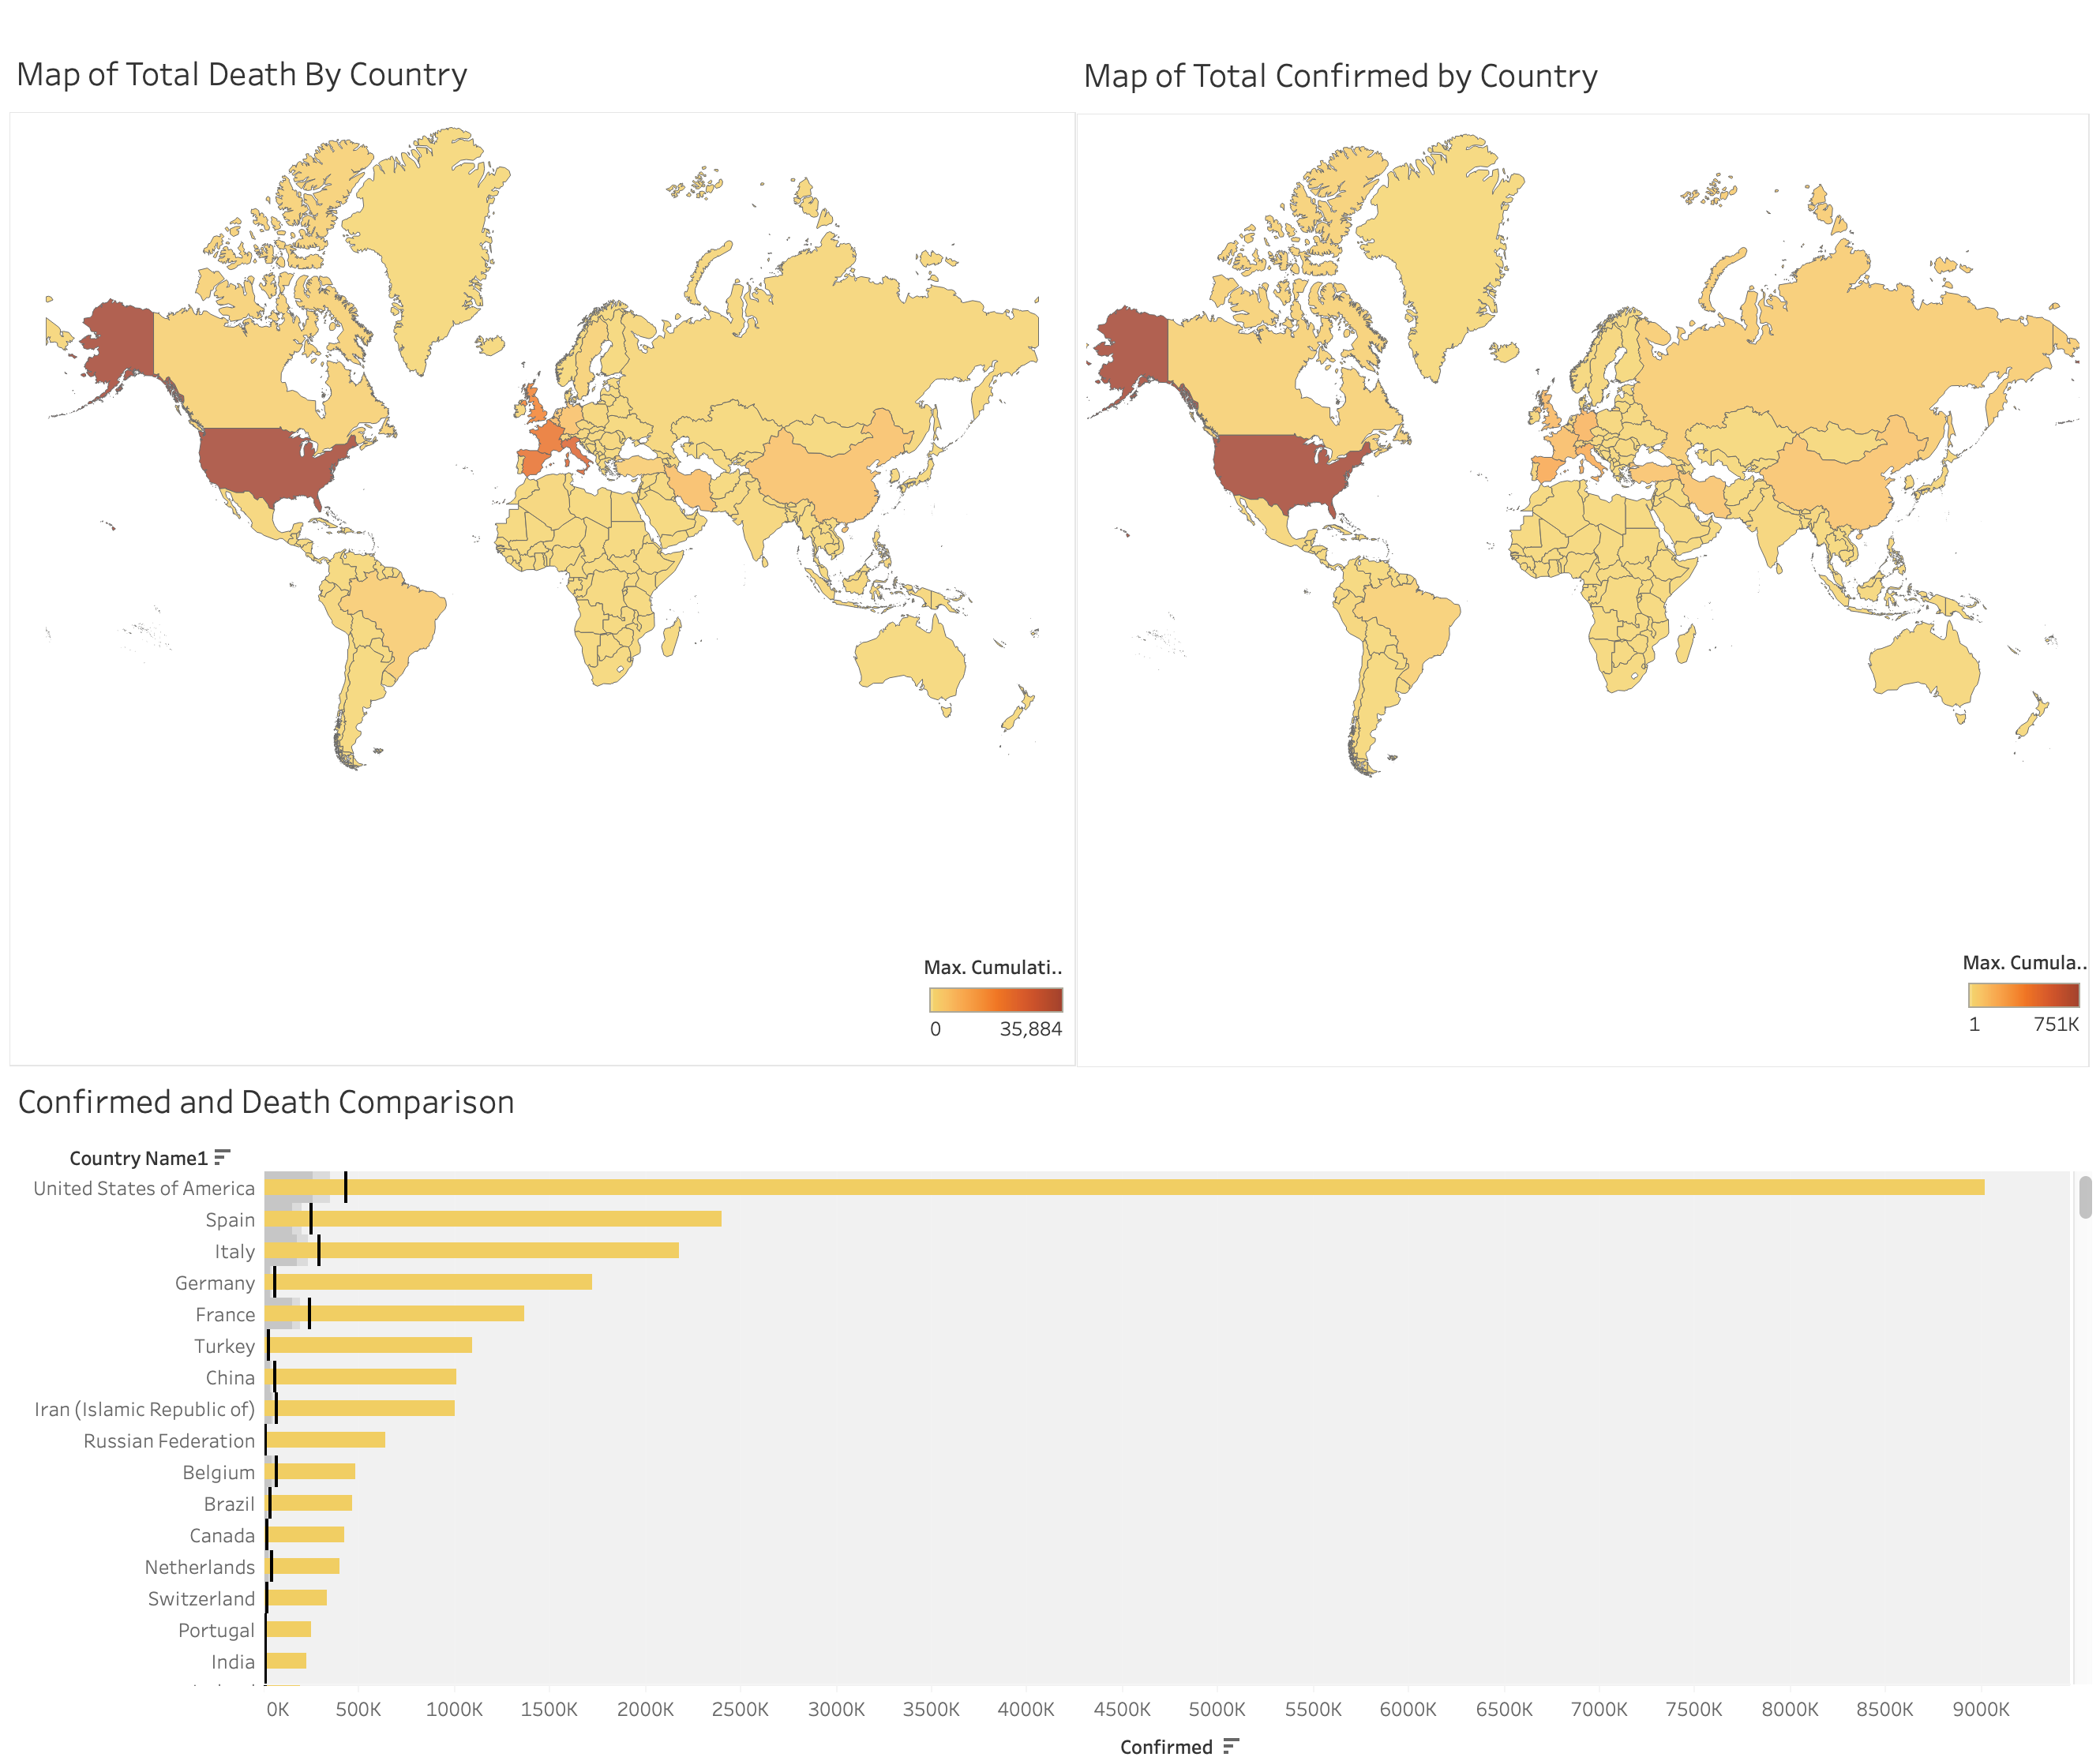 Map of Total Death By Country
Map of Total Confirmed by Country
Max. Cumulati..
0 35,884
Max. Cumula..
1 751K
Confirmed and Death Comparison
Country Name1
United States of America
Spain
Italy
Germany
France
Turkey
China
Iran (Islamic Republic of)
Russian Federation
Belgium
Brazil
Canada
Netherlands
Switzerland
Portugal
India
0K 500K 1000K 1500K 2000K 2500K 3000K 3500K 4000K 4500K 5000K 5500K 6000K 6500K 7000K 7500K 8000K 8500K 9000K
Confirmed